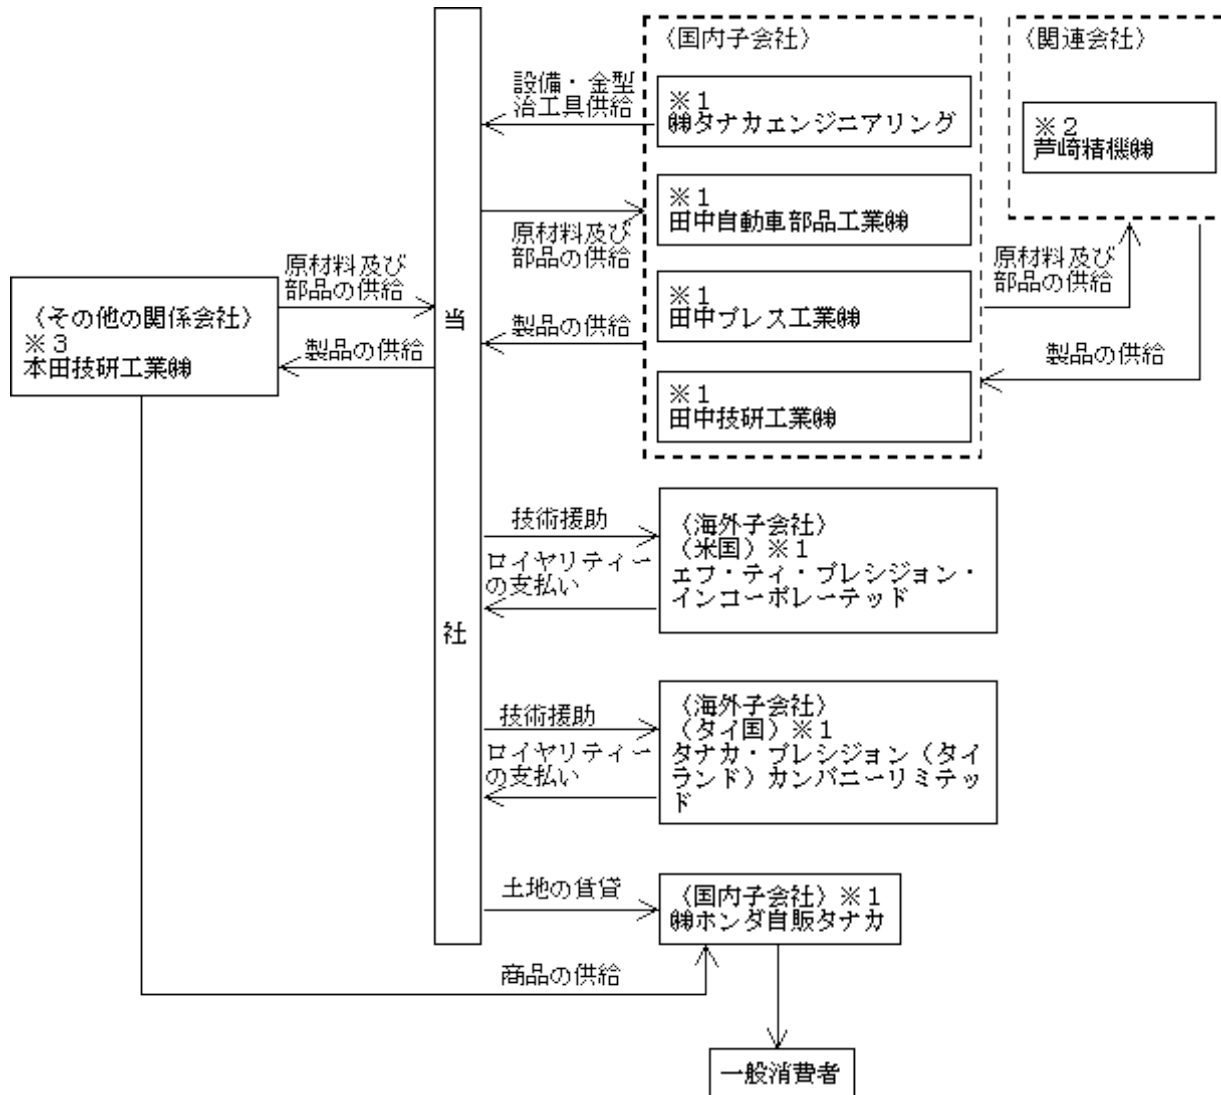 〈国内子会社〉
〈関連会社〉
設備・金型
治工具供給
※１
㈱タナカエンジニアリング
※２
芦崎精機㈱
※１
田中自動車部品工業㈱
原材料及び
部品の供給
原材料及び
部品の供給
原材料及び
部品の供給
〈その他の関係会社〉
※３
本田技研工業㈱
当
※１
田中プレス工業㈱
製品の供給
製品の供給
製品の供給
※１
田中技研工業㈱
技術援助
ロイヤリティー
の支払い
〈海外子会社〉
（米国）※１
エフ・ティ・プレシジョン・
インコーポレーテッド
社
技術援助
ロイヤリティー
の支払い
〈海外子会社〉
（タイ国）※１
タナカ・プレシジョン（タイ
ランド）カンパニーリミテッ
ド
土地の賃貸
〈国内子会社〉※１
㈱ホンダ自販タナカ
商品の供給
一般消費者